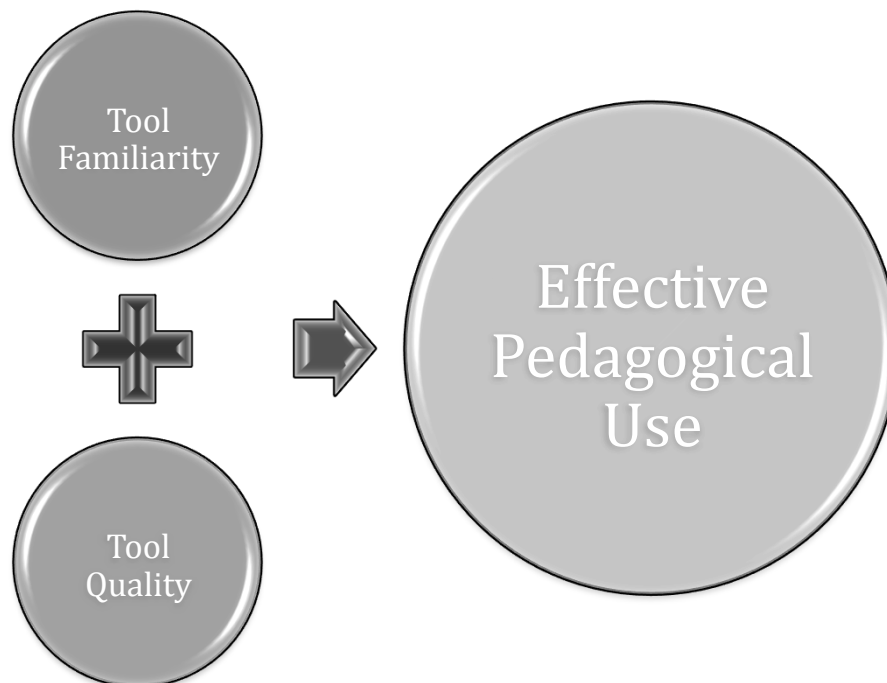 Tool
Familiarity
Tool
Quality
Effective
Pedagogical
Use